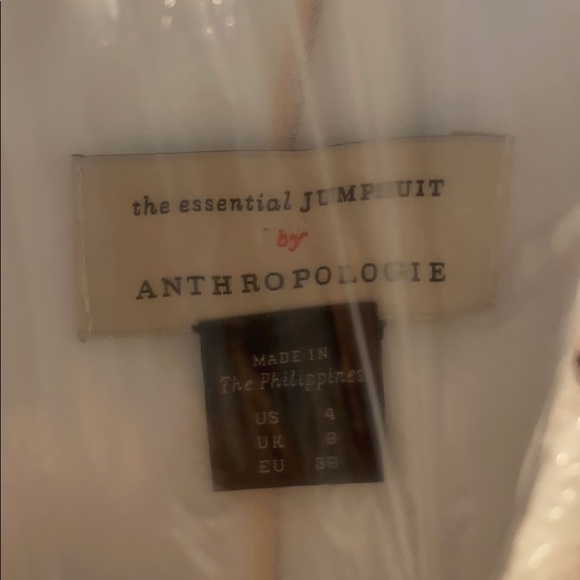 the essential JUMPSUIT
by
ANTHROPOLOGIE
MADE IN
The Philippines
US 4
UK 8
EU 36